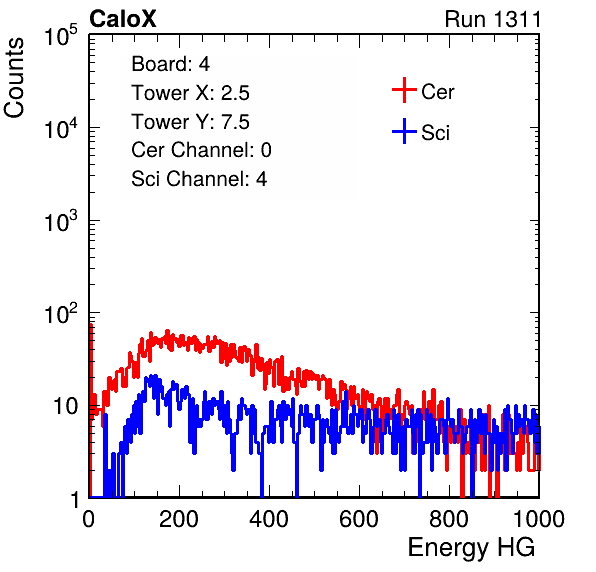 CaloX Run 1311
Counts
Board: 4
Tower X: 2.5
Tower Y: 7.5
Cer Channel: 0
Sci Channel: 4
Cer
Sci
10^5
10^4
10^3
10^2
10
1
0 200 400 600 800 1000
Energy HG